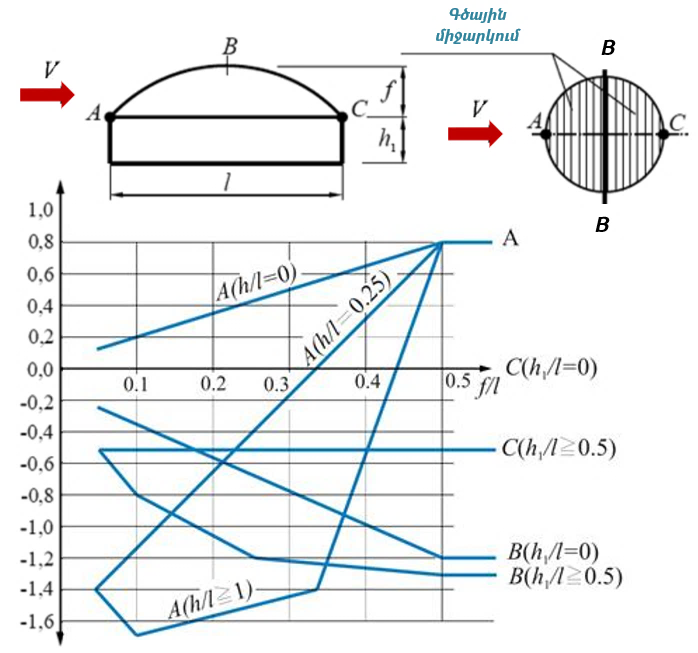 Գծային
միջարկում
V
B
A
C
f
h₁
l
B
V
A
C
B
1,0
0,8
0,6
0,4
0,2
0,0
-0,2
-0,4
-0,6
-0,8
-1,0
-1,2
-1,4
-1,6
A
A(h/l=0)
A(h/l=0.25)
0.1
0.2
0.3
0.4
0.5
f/l
C(h₁/l=0)
C(h₁/l≧0.5)
B(h₁/l=0)
B(h₁/l≧0.5)
A(h/l≧1)